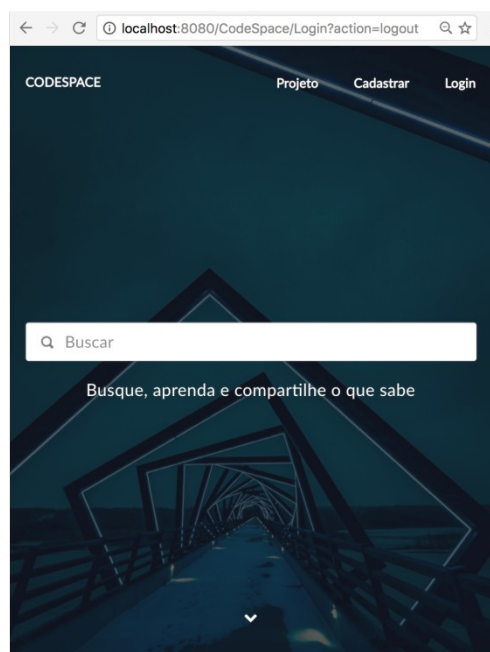 localhost:8080/CodeSpace/Login?action=logout
CODESPACE Projeto Cadastrar Login
Buscar
Busque, aprenda e compartilhe o que sabe